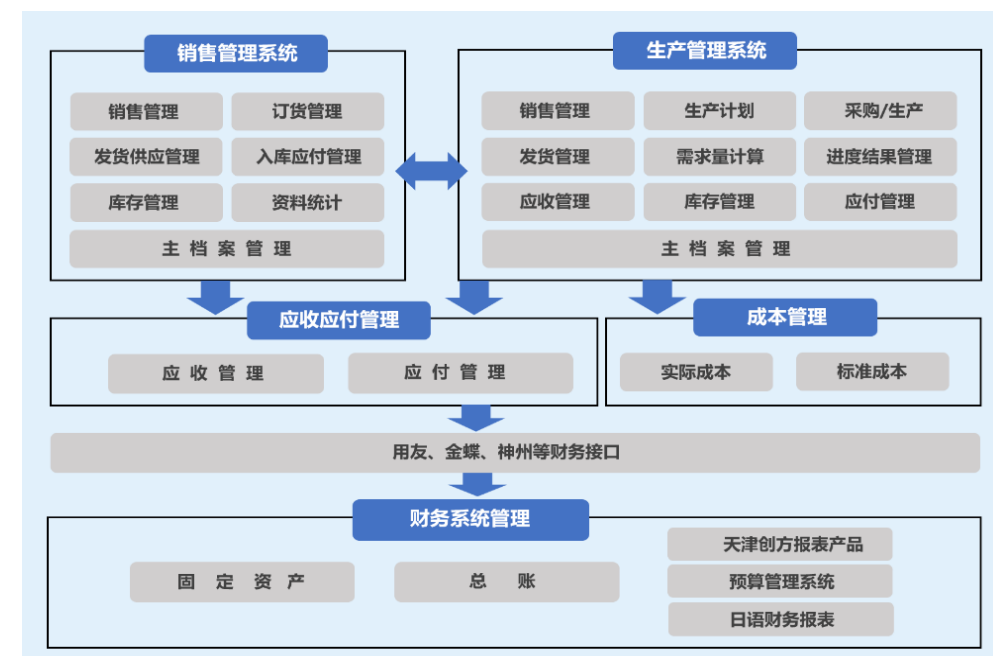 销售管理系统
销售管理
订货管理
发货供应管理
入库应付管理
库存管理
资料统计
主档案管理
生产管理系统
销售管理
生产计划
采购/生产
发货管理
需求量计算
进度结果管理
应收管理
库存管理
应付管理
主档案管理
应收应付管理
应收管理
应付管理
成本管理
实际成本
标准成本
用友、金蝶、神州等财务接口
财务系统管理
固定资产
总账
天津创方报表产品
预算管理系统
日语财务报表